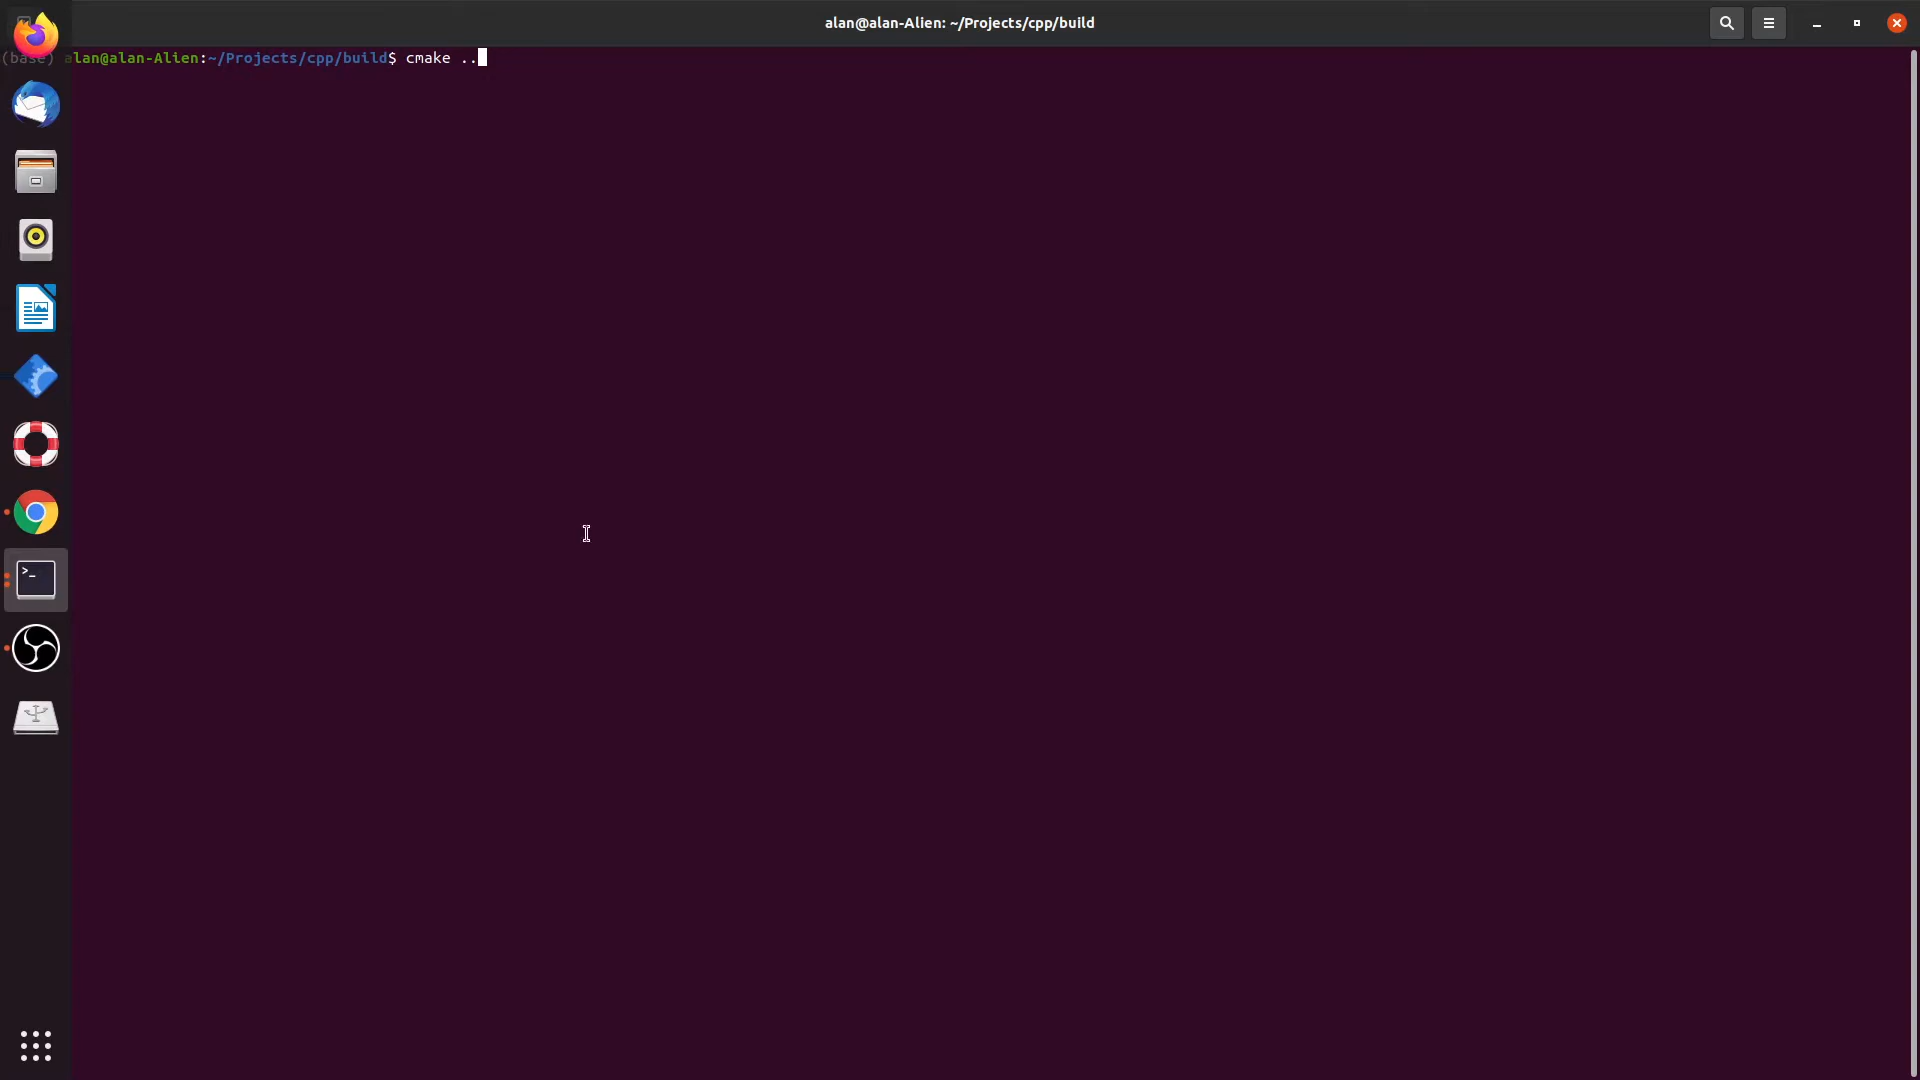 alan@alan-Alien: ~/Projects/cpp/build
(base) alan@alan-Alien:~/Projects/cpp/build$ cmake ..